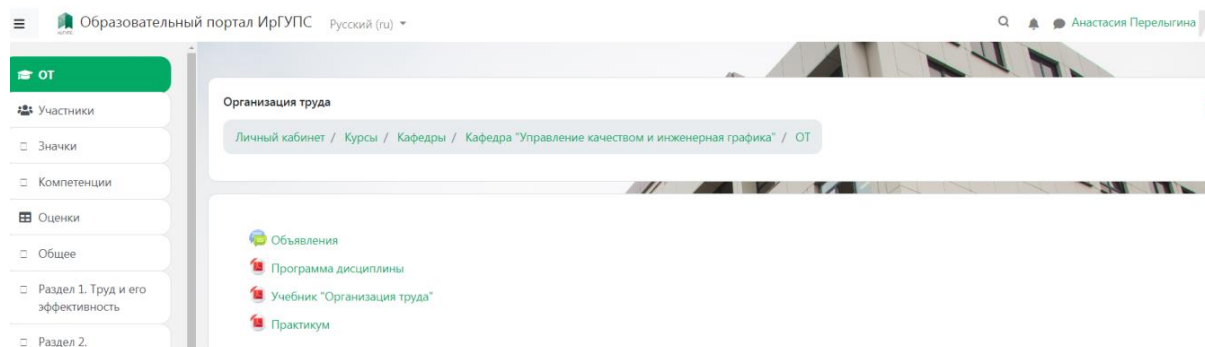 Образовательный портал ИрГУПС Русский (ru)
Анастасия Перелыгина
ОТ
Участники
Значки
Компетенции
Оценки
Общее
Раздел 1. Труд и его
эффективность
Раздел 2.
Организация труда
Личный кабинет / Курсы / Кафедры / Кафедра "Управление качеством и инженерная графика" / ОТ
Объявления
Программа дисциплины
Учебник "Организация труда"
Практикум